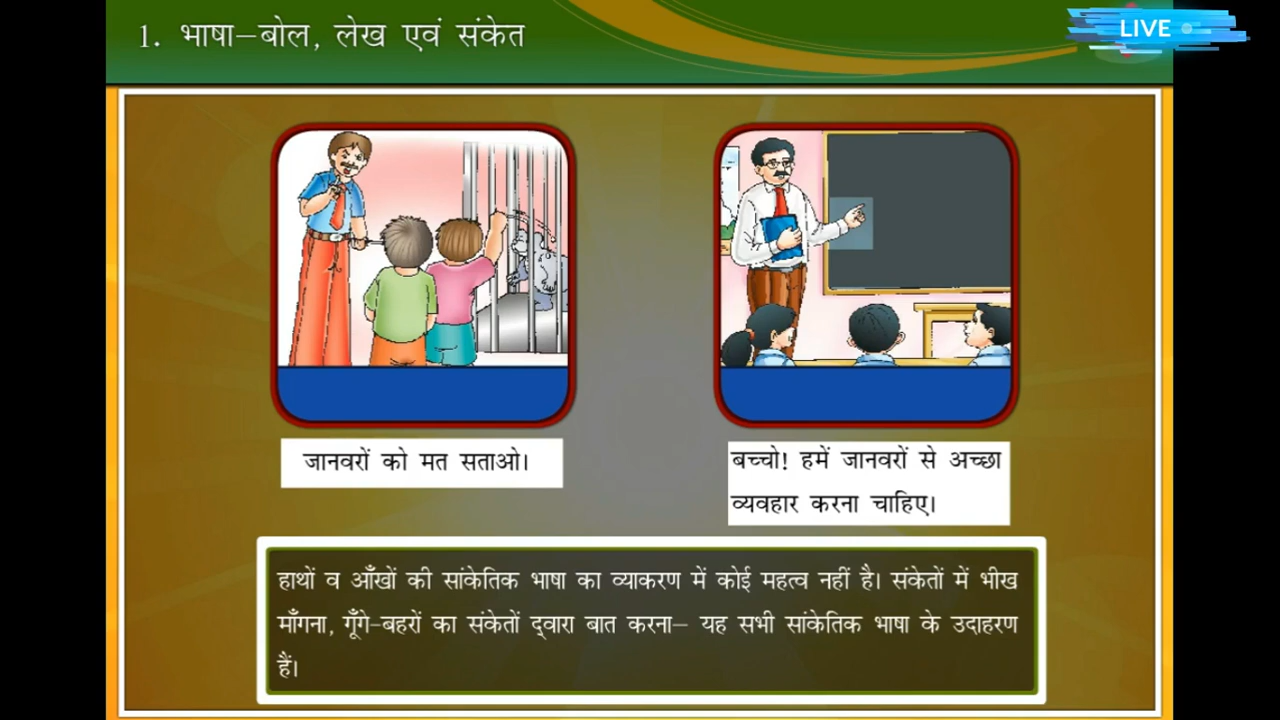 1. भाषा–बोल, लेख एवं संकेत
LIVE
जानवरों को मत सताओ।
बच्चो! हमें जानवरों से अच्छा
व्यवहार करना चाहिए।
हाथों व आँखों की सांकेतिक भाषा का व्याकरण में कोई महत्व नहीं है। संकेतों में भीख
माँगना, गूँगे-बहरों का संकेतों द्वारा बात करना– यह सभी सांकेतिक भाषा के उदाहरण
हैं।